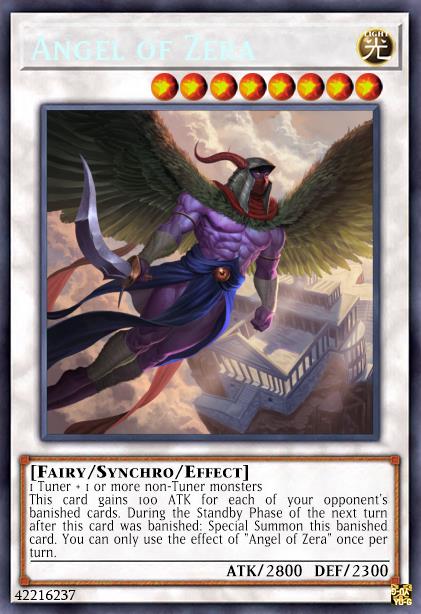 Angel of Zera
LIGHT
光
[Fairy/Synchro/Effect]
1 Tuner + 1 or more non-Tuner monsters
This card gains 100 ATK for each of your opponent's
banished cards. During the Standby Phase of the next turn
after this card was banished: Special Summon this banished
card. You can only use the effect of "Angel of Zera" once per
turn.
ATK/2800 DEF/2300
42216237